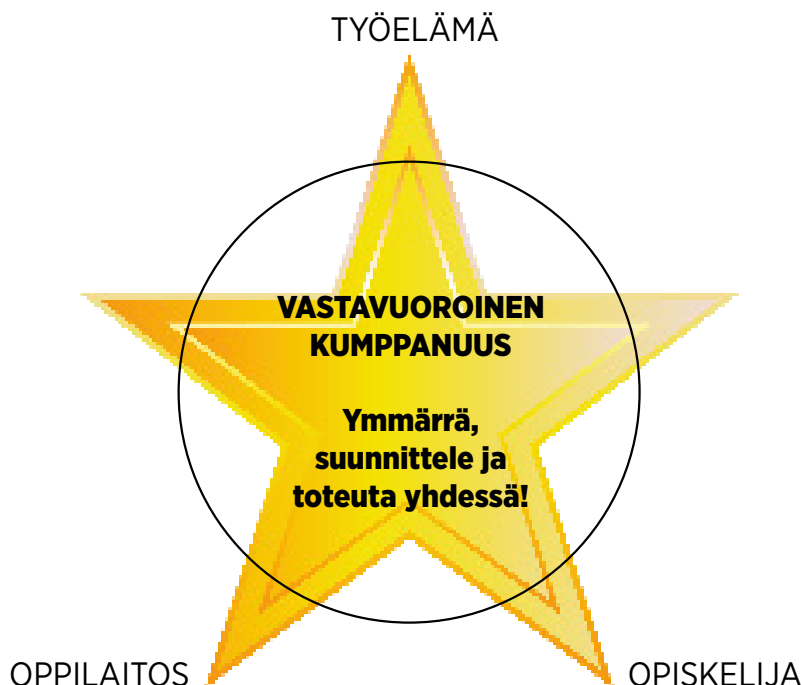 TYÖELÄMÄ
VASTAVUOROINEN
KUMPPANUUS
Ymmärrä,
suunnittele ja
toteuta yhdessä!
OPPILAITOS
OPISKELIJA